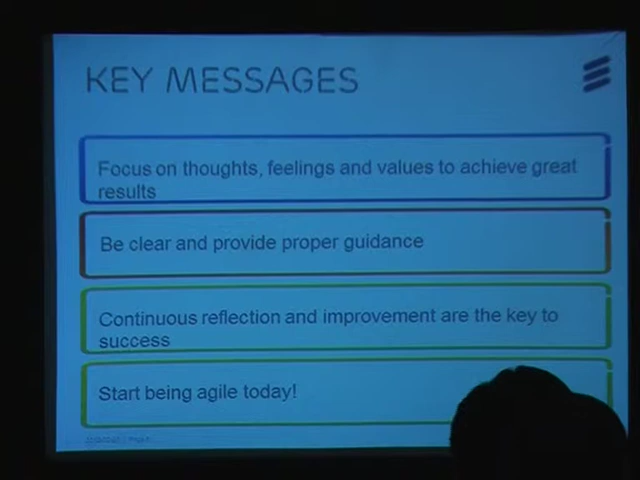 KEY MESSAGES
Focus on thoughts, feelings and values to achieve great
results
Be clear and provide proper guidance
Continuous reflection and improvement are the key to
success
Start being agile today!